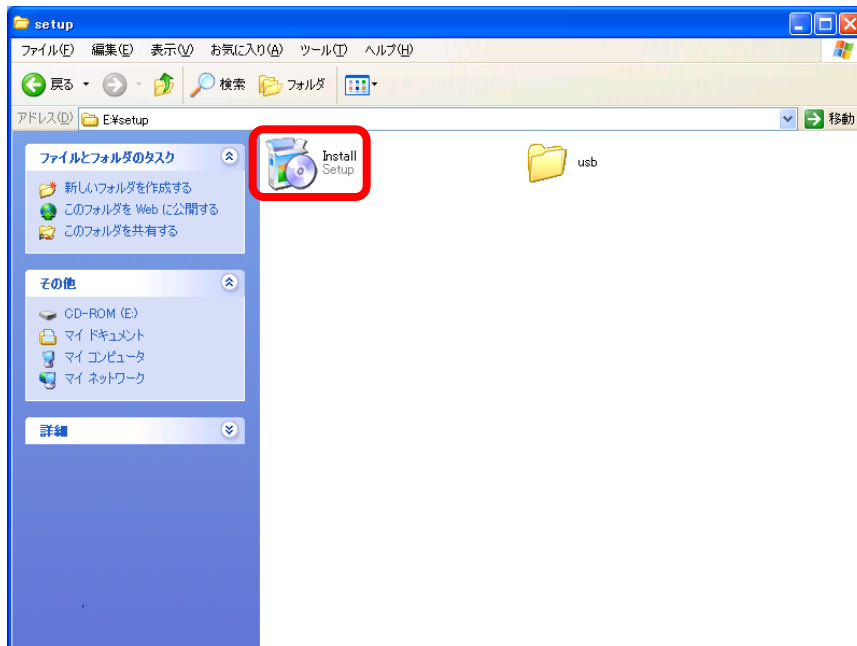 setup
ファイル(F) 編集(E) 表示(V) お気に入り(A) ツール(T) ヘルプ(H)
戻る 検索 フォルダ
アドレス(D) E:¥setup 移動
ファイルとフォルダのタスク
新しいフォルダを作成する
このフォルダを Web に公開する
このフォルダを共有する
その他
CD-ROM (E:)
マイ ドキュメント
マイ コンピュータ
マイ ネットワーク
詳細
Install
Setup
usb